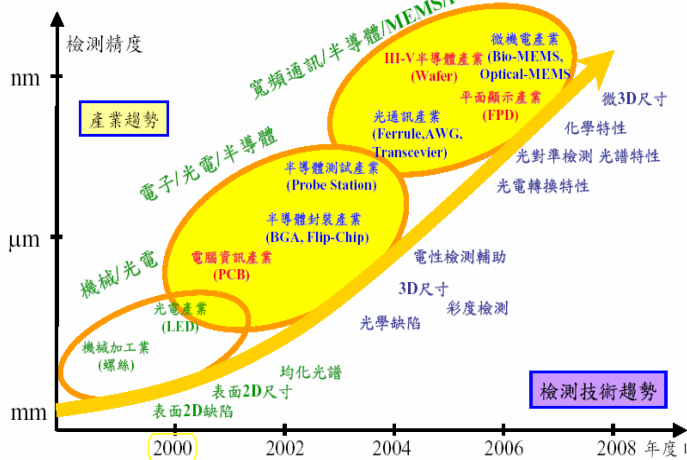 檢測精度
nm
μm
mm
產業趨勢
寬頻通訊/半導體/MEMS/
微機電產業
(Bio-MEMS,
Optical-MEMS
III-V半導體產業
(Wafer)
平面顯示產業
(FPD)
光通訊產業
(Ferrule,AWG,
Transcevier)
電子/光電/半導體
半導體測試產業
(Probe Station)
半導體封裝產業
(BGA, Flip-Chip)
電腦資訊產業
(PCB)
機械/光電
光電產業
(LED)
機械加工業
(螺絲)
微3D尺寸
化學特性
光對準檢測 光譜特性
光電轉換特性
電性檢測輔助
3D尺寸
彩度檢測
光學缺陷
均化光譜
表面2D尺寸
表面2D缺陷
檢測技術趨勢
2000
2002
2004
2006
2008
年度